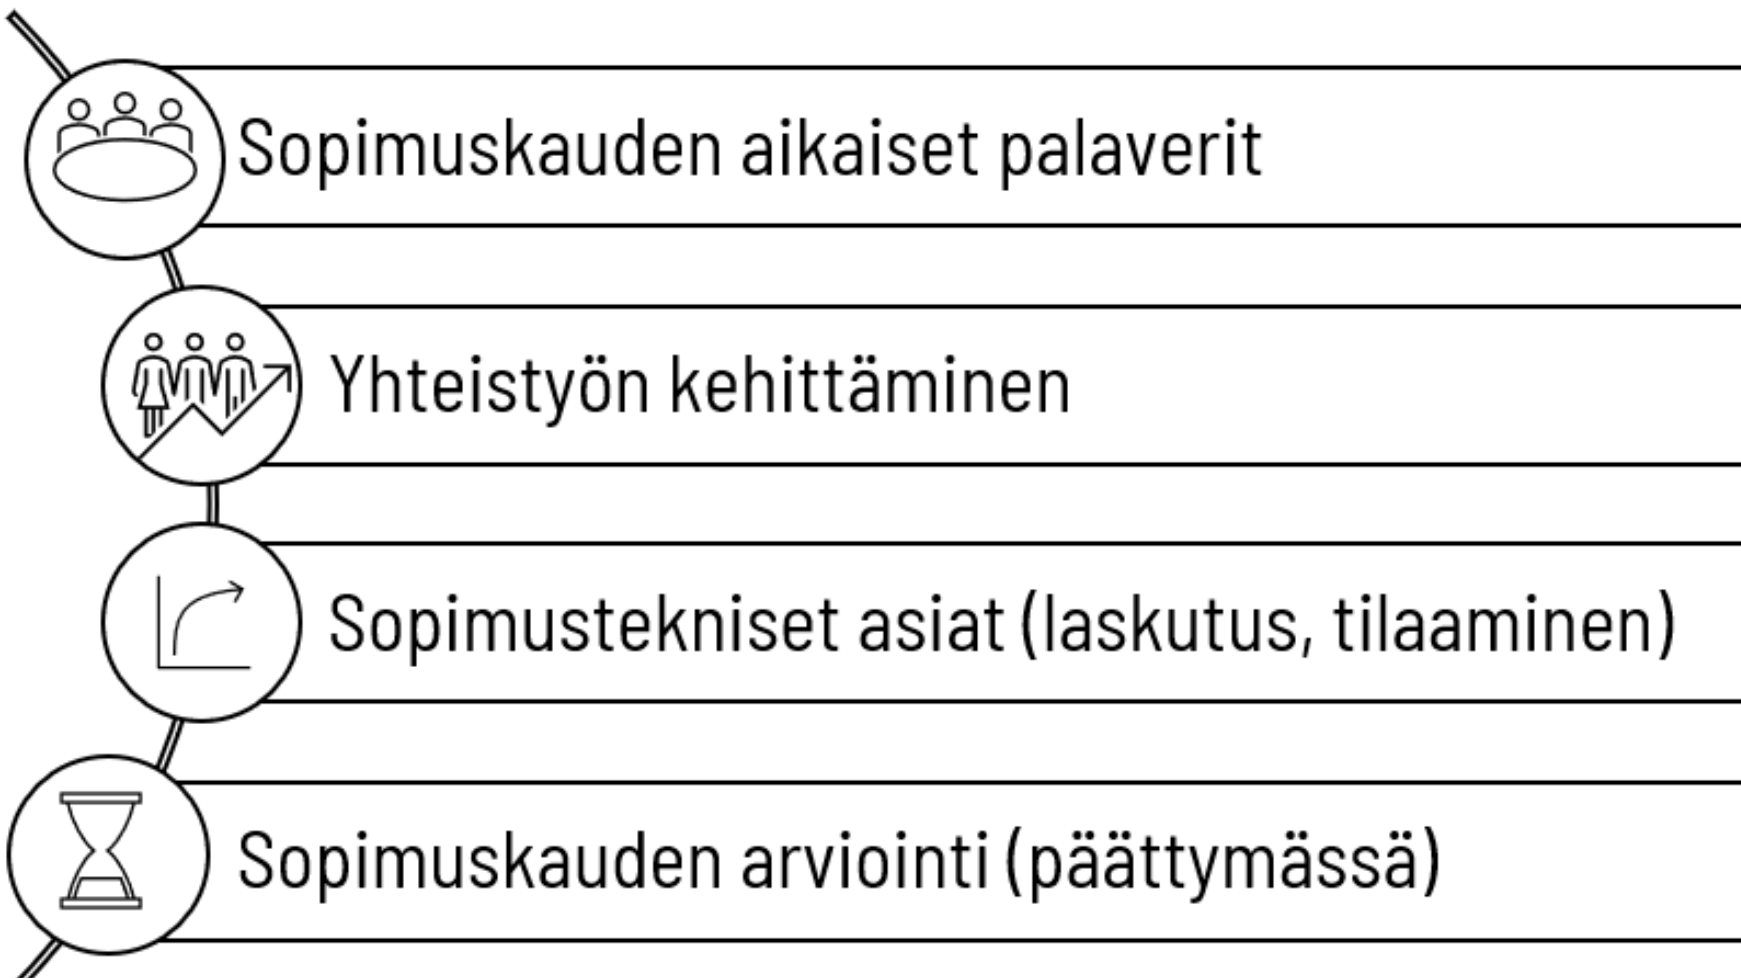 Sopimuskauden aikaiset palaverit
Yhteistyön kehittäminen
Sopimustekniset asiat (laskutus, tilaaminen)
Sopimuskauden arviointi (päättymässä)